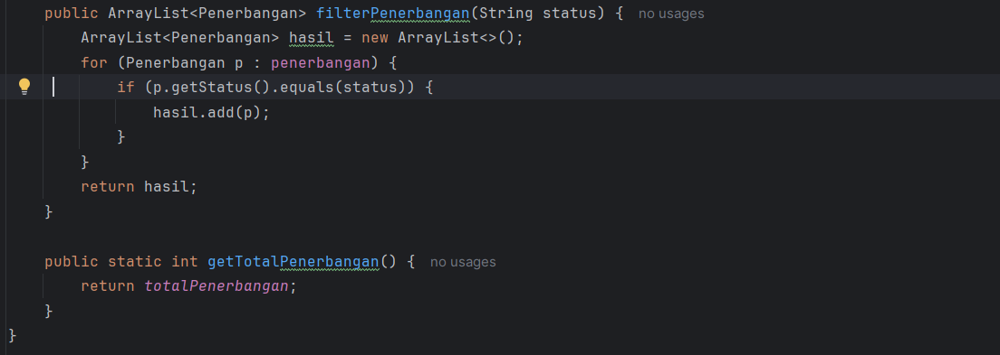 public ArrayList<Penerbangan> filterPenerbangan(String status) { no usages
ArrayList<Penerbangan> hasil = new ArrayList<>();
for (Penerbangan p : penerbangan) {
if (p.getStatus().equals(status)) {
hasil.add(p);
}
}
return hasil;
}
public static int getTotalPenerbangan() { no usages
return totalPenerbangan;
}
}